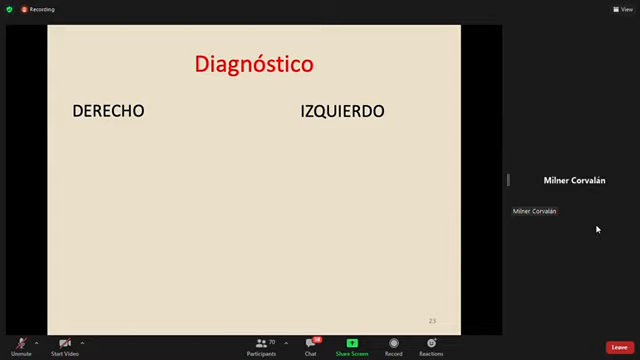 Recording
View
Diagnóstico
DERECHO
IZQUIERDO
Milner Corvalán
Milner Corvalán
23
70
58
Unmute
Start Video
Participants
Chat
Share Screen
Record
Reactions
Leave